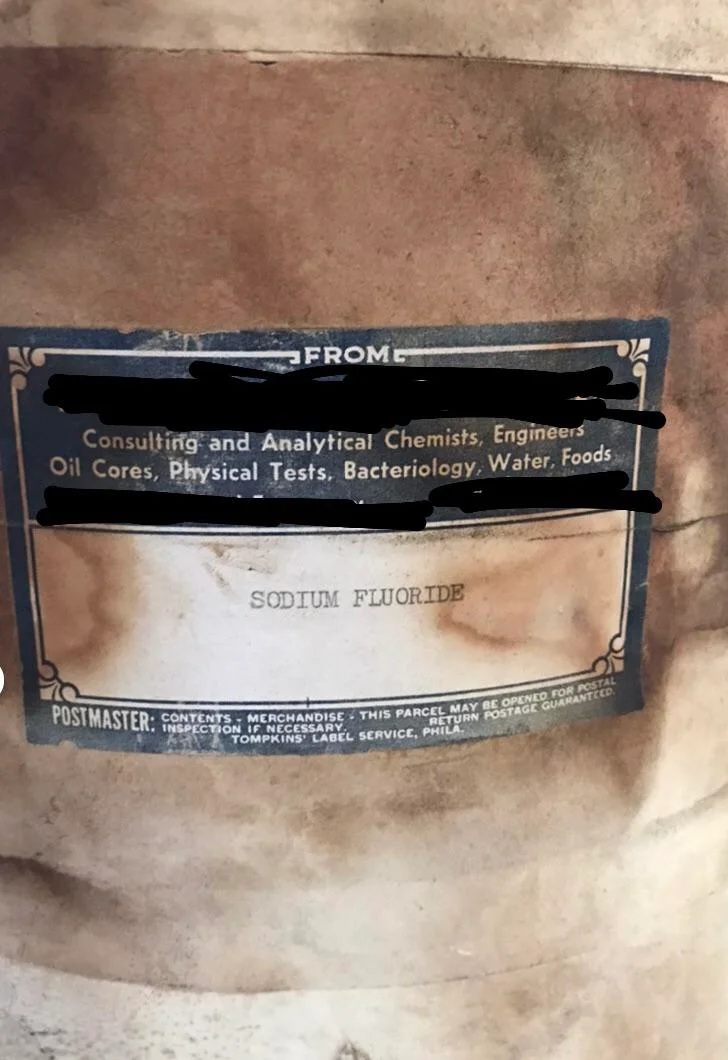 FROM
Consulting and Analytical Chemists, Engineers
Oil Cores, Physical Tests, Bacteriology, Water, Foods
SODIUM FLUORIDE
POSTMASTER: CONTENTS - MERCHANDISE - THIS PARCEL MAY BE OPENED FOR POSTAL
INSPECTION IF NECESSARY. RETURN POSTAGE GUARANTEED.
TOMPKINS' LABEL SERVICE, PHILA.